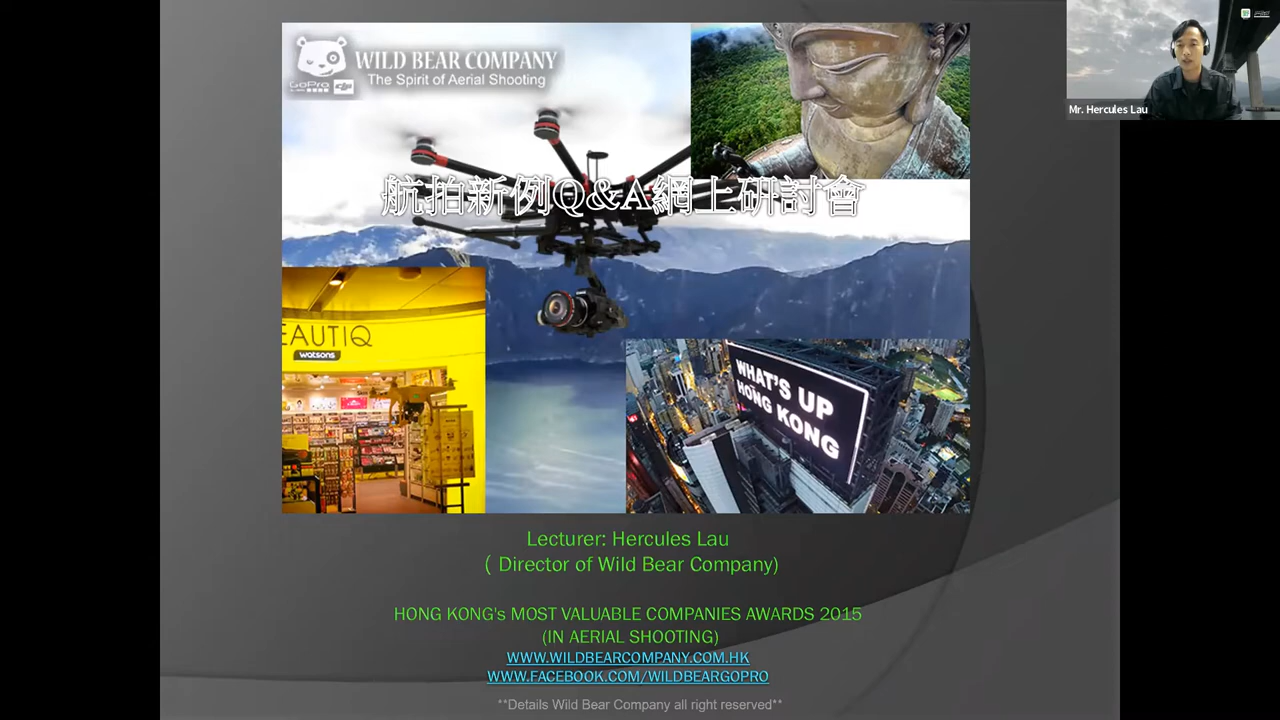 WILD BEAR COMPANY
The Spirit of Aerial Shooting
GoPro
dji
航拍新例Q&A網上研討會
EAUTIQ
watsons
WHAT'S UP
HONG KONG
Lecturer: Hercules Lau
( Director of Wild Bear Company)
HONG KONG's MOST VALUABLE COMPANIES AWARDS 2015
(IN AERIAL SHOOTING)
WWW.WILDBEARCOMPANY.COM.HK
WWW.FACEBOOK.COM/WILDBEARGOPRO
**Details Wild Bear Company all right reserved**
Mr. Hercules Lau